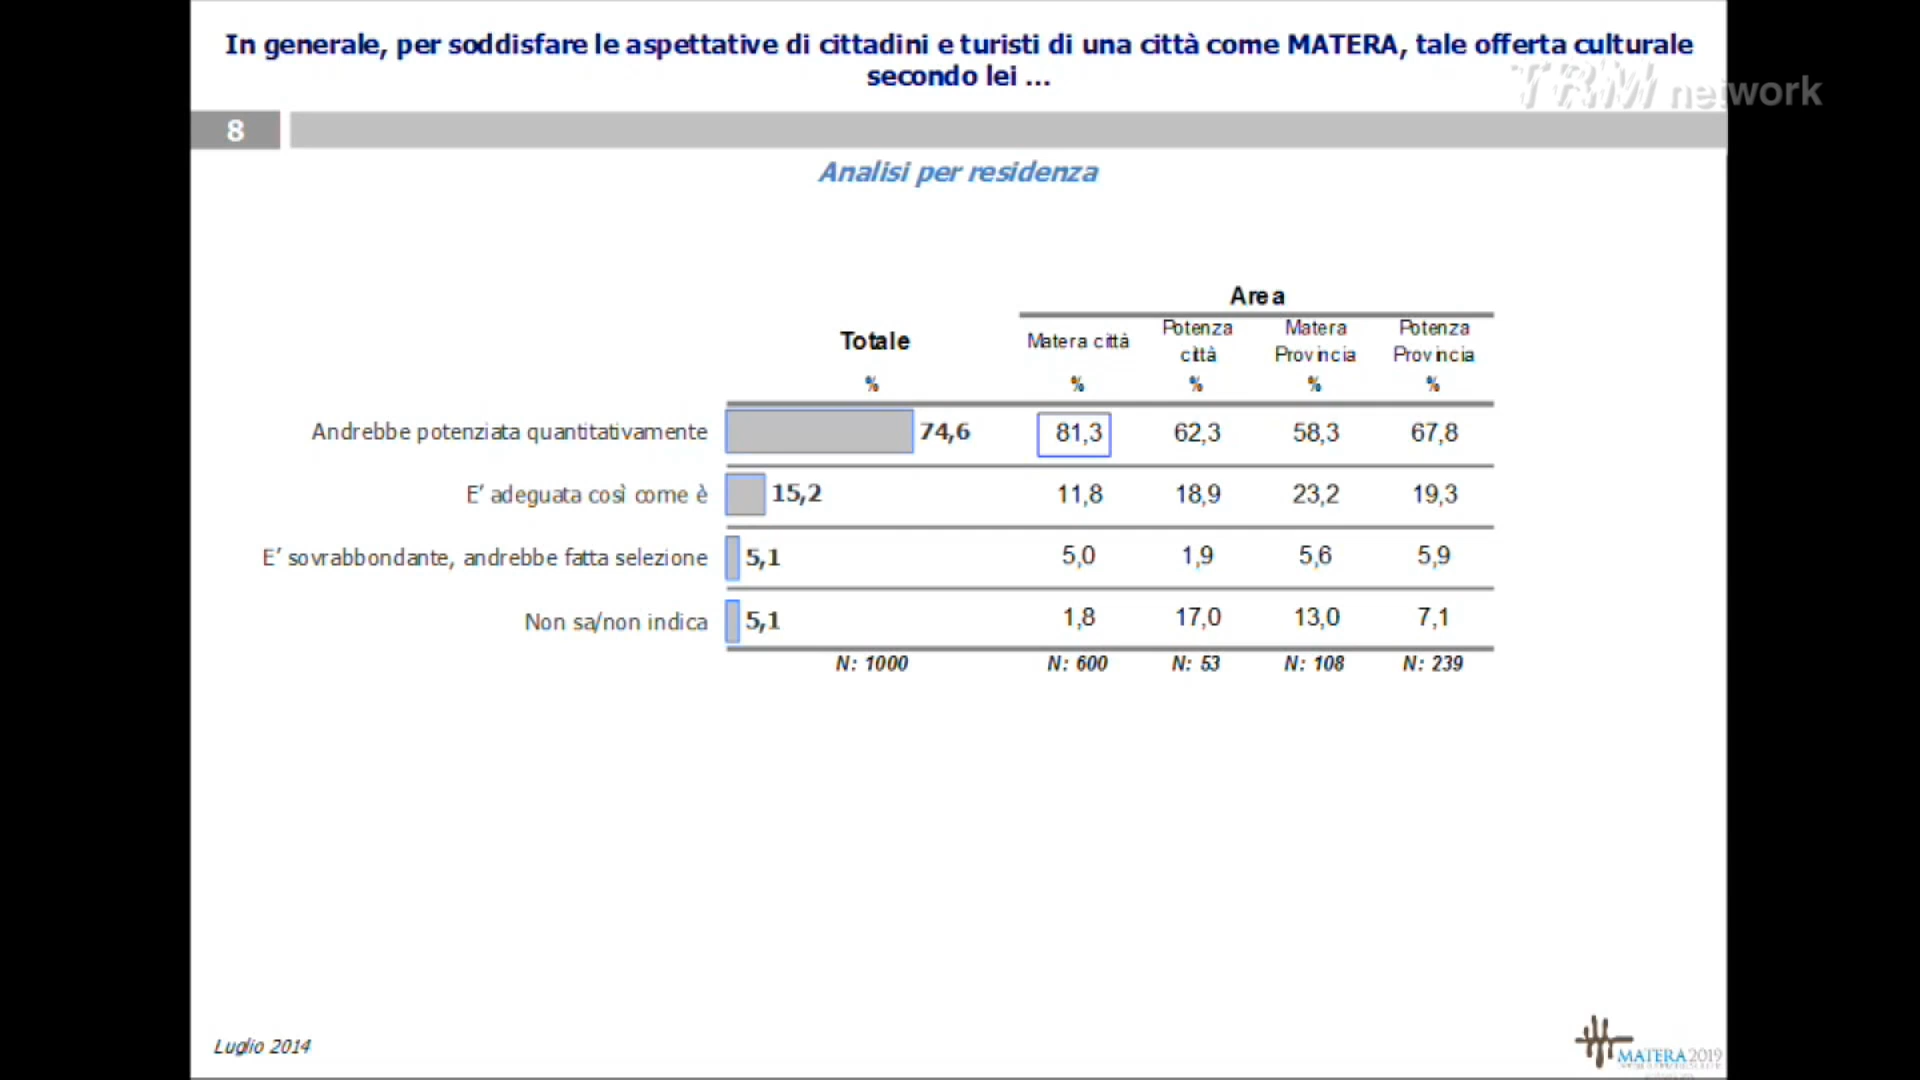 In generale, per soddisfare le aspettative di cittadini e turisti di una città come MATERA, tale offerta culturale
secondo lei ...
TRM network
8
Analisi per residenza
Area
Totale Matera città Potenza città Matera Provincia Potenza Provincia
% % % % %
Andrebbe potenziata quantitativamente 74,6 81,3 62,3 58,3 67,8
E' adeguata così come è 15,2 11,8 18,9 23,2 19,3
E' sovrabbondante, andrebbe fatta selezione 5,1 5,0 1,9 5,6 5,9
Non sa/non indica 5,1 1,8 17,0 13,0 7,1
N: 1000 N: 600 N: 53 N: 108 N: 239
Luglio 2014
MATERA2019